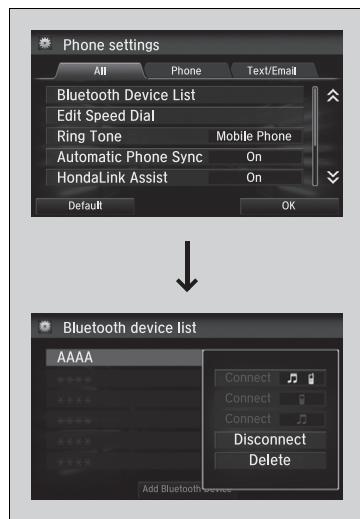 Phone settings
All Phone Text/Email
Bluetooth Device List
Edit Speed Dial
Ring Tone Mobile Phone
Automatic Phone Sync On
HondaLink Assist On
Default OK
Bluetooth device list
AAAA
****
Connect
****
Connect
****
Connect
****
Disconnect
****
Delete
Add Bluetooth Device